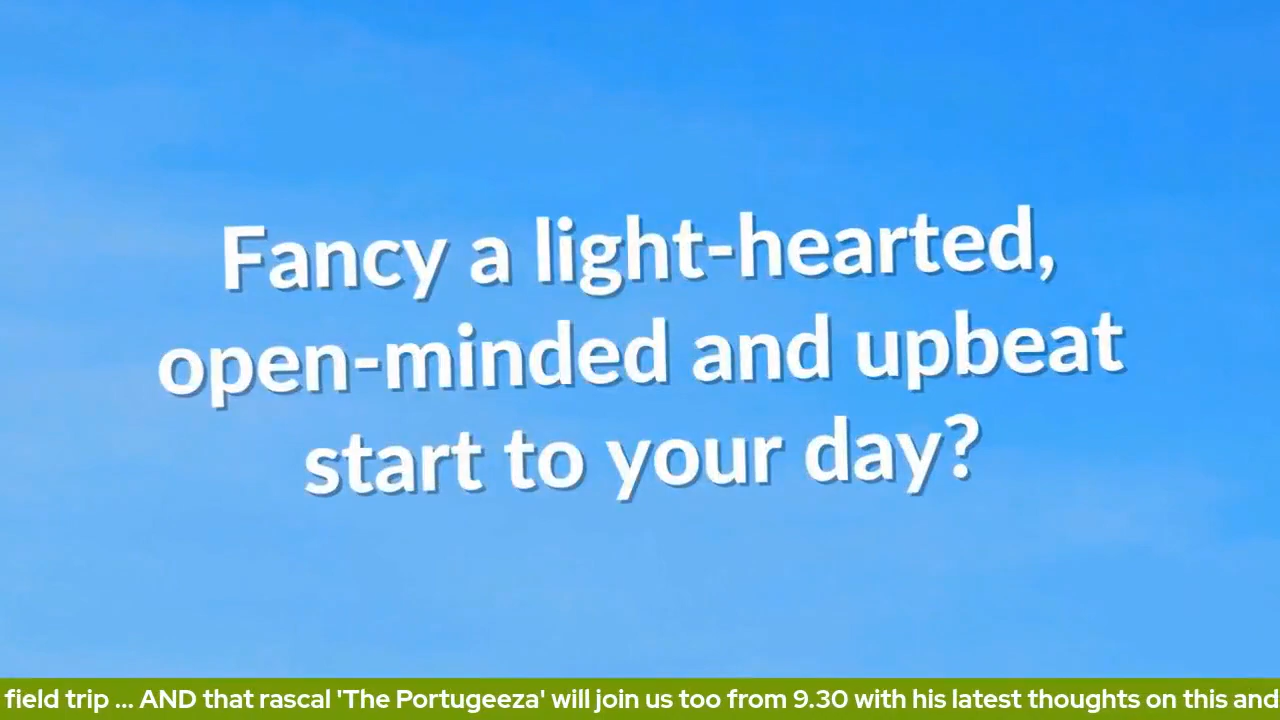 Fancy a light-hearted,
open-minded and upbeat
start to your day?
field trip ... AND that rascal 'The Portugeeza' will join us too from 9.30 with his latest thoughts on this and